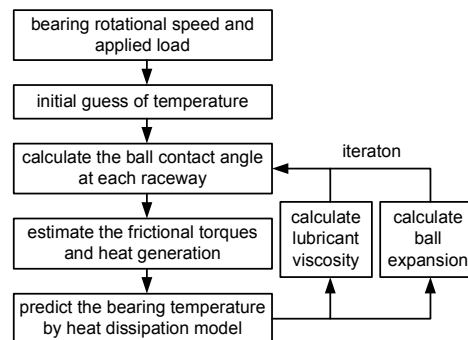 bearing rotational speed and
applied load
initial guess of temperature
calculate the ball contact angle
at each raceway
iteraton
estimate the frictional torques
and heat generation
calculate
lubricant
viscosity
calculate
ball
expansion
predict the bearing temperature
by heat dissipation model